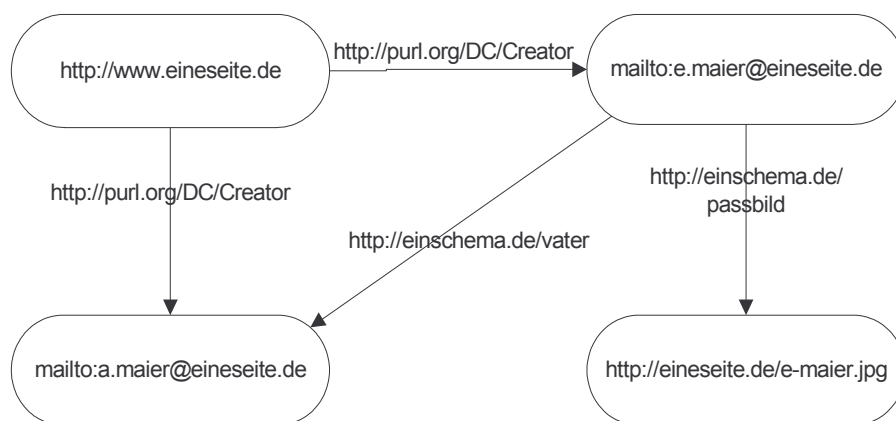 http://www.eineseite.de
http://purl.org/DC/Creator
mailto:e.maier@eineseite.de
http://purl.org/DC/Creator
http://einschema.de/
passbild
http://einschema.de/vater
mailto:a.maier@eineseite.de
http://eineseite.de/e-maier.jpg